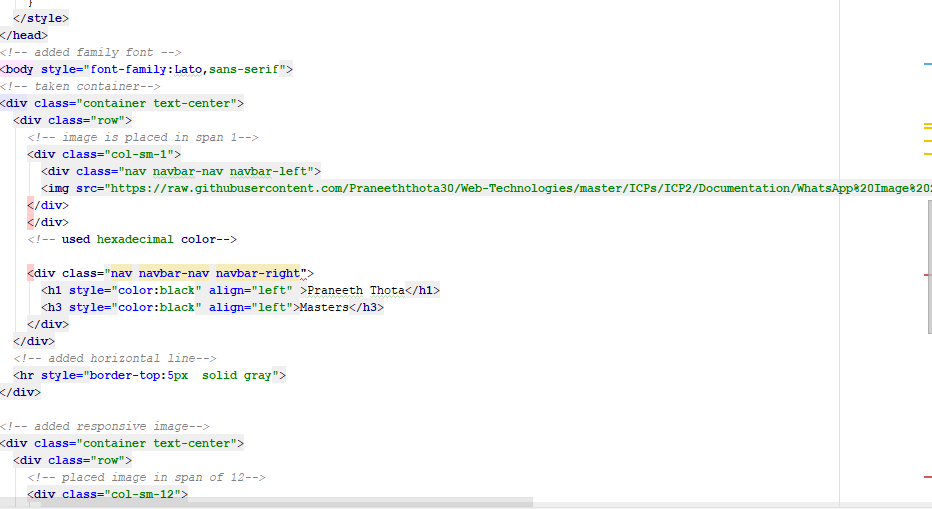 }
</style>
</head>
<!-- added family font -->
<body style="font-family:Lato,sans-serif">
<!-- taken container-->
<div class="container text-center">
<div class="row">
<!-- image is placed in span 1-->
<div class="col-sm-1">
<div class="nav navbar-nav navbar-left">
<img src="https://raw.githubusercontent.com/Praneeththota30/Web-Technologies/master/ICPs/ICP2/Documentation/WhatsApp%20Image%20
</div>
</div>
<!-- used hexadecimal color-->
<div class="nav navbar-nav navbar-right">
<h1 style="color:black" align="left" >Praneeth Thota</h1>
<h3 style="color:black" align="left">Masters</h3>
</div>
</div>
<!-- added horizontal line-->
<hr style="border-top:5px  solid gray">
</div>
<!-- added responsive image-->
<div class="container text-center">
<div class="row">
<!-- placed image in span of 12-->
<div class="col-sm-12">